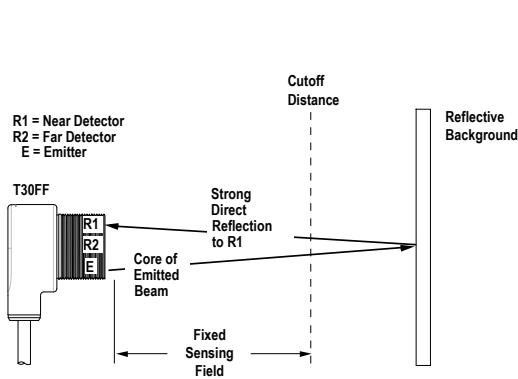 Cutoff
Distance
R1 = Near Detector
R2 = Far Detector
E = Emitter
Reflective
Background
T30FF
Strong
Direct
Reflection
to R1
R1
R2
E
Core of
Emitted
Beam
Fixed
Sensing
Field